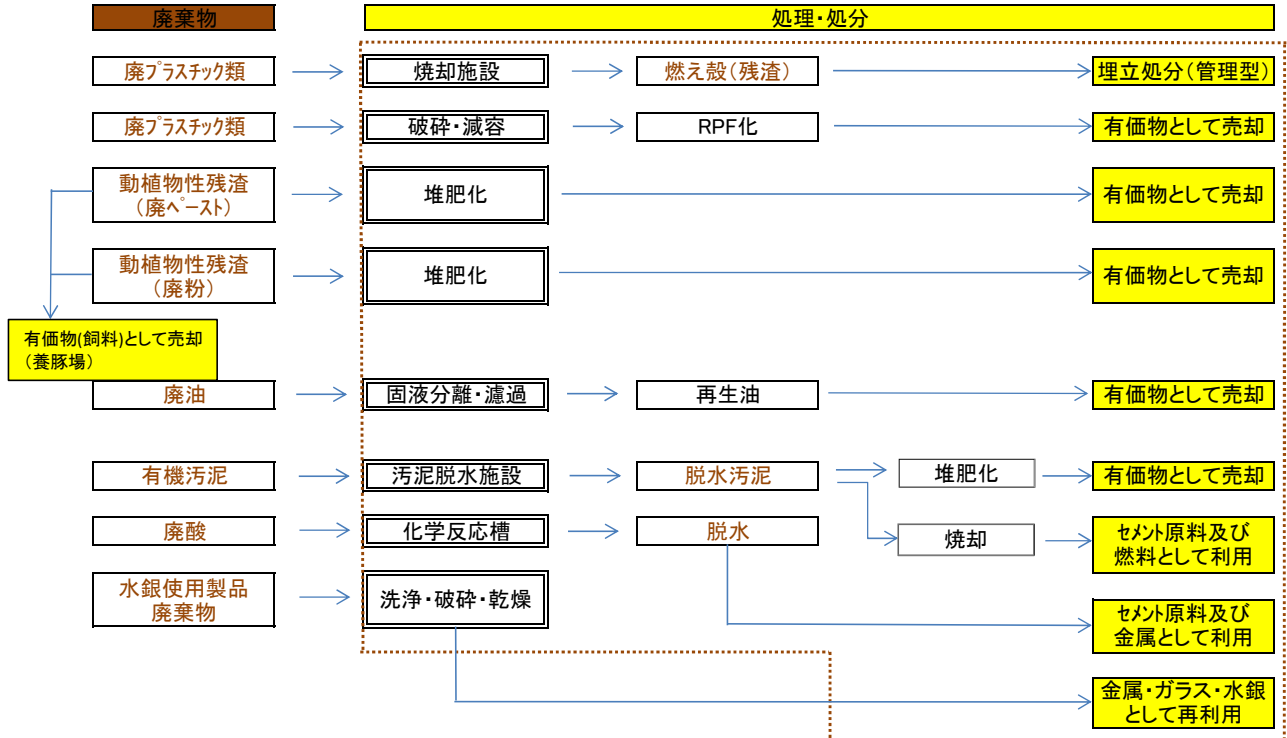 廃棄物
処理・処分
廃プラスチック類
焼却施設
燃え殻(残渣)
埋立処分(管理型)
廃プラスチック類
破砕・減容
RPF化
有価物として売却
動植物性残渣
(廃ペースト)
堆肥化
有価物として売却
動植物性残渣
(廃粉)
堆肥化
有価物として売却
有価物(飼料)として売却
(養豚場)
廃油
固液分離・濾過
再生油
有価物として売却
有機汚泥
汚泥脱水施設
脱水汚泥
堆肥化
有価物として売却
廃酸
化学反応槽
脱水
焼却
セメント原料及び
燃料として利用
水銀使用製品
廃棄物
洗浄・破砕・乾燥
セメント原料及び
金属として利用
金属・ガラス・水銀
として再利用